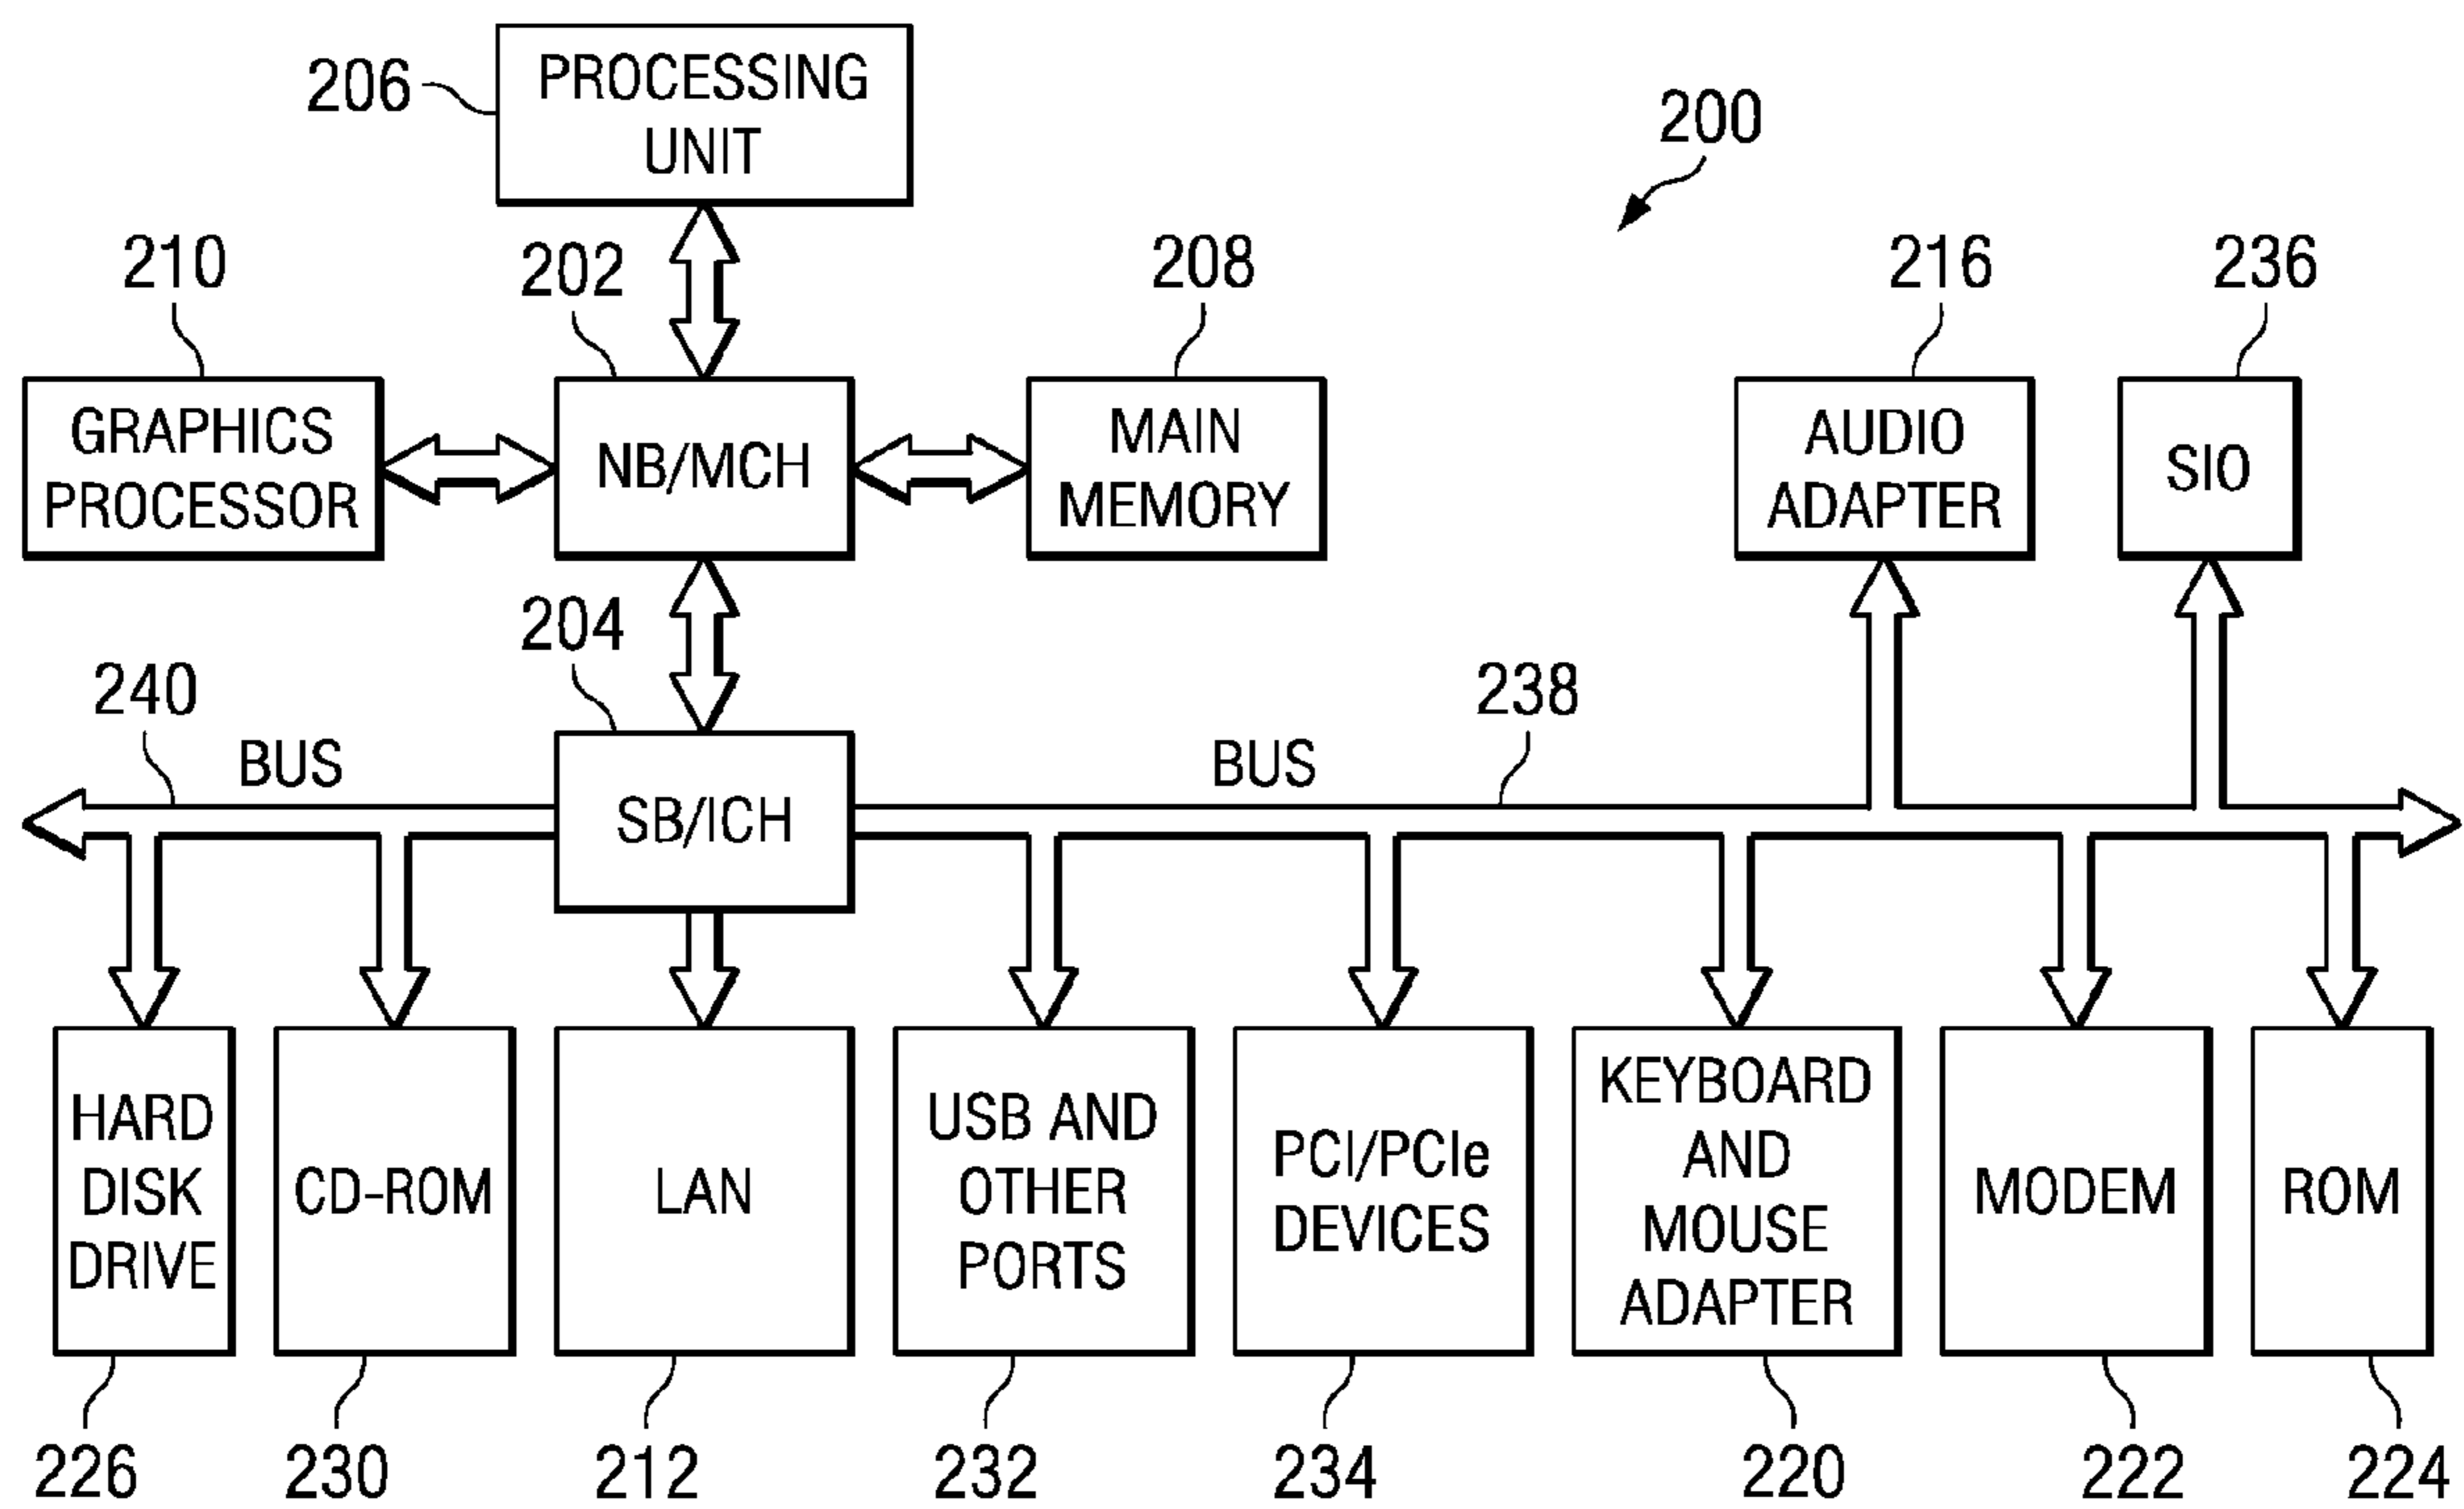 206
PROCESSING
UNIT
200
210
202
208
216
236
GRAPHICS
PROCESSOR
NB/MCH
MAIN
MEMORY
AUDIO
ADAPTER
SIO
204
240
BUS
238
BUS
SB/ICH
HARD
DISK
DRIVE
CD-ROM
LAN
USB AND
OTHER
PORTS
PCI/PCIe
DEVICES
KEYBOARD
AND
MOUSE
ADAPTER
MODEM
ROM
226
230
212
232
234
220
222
224